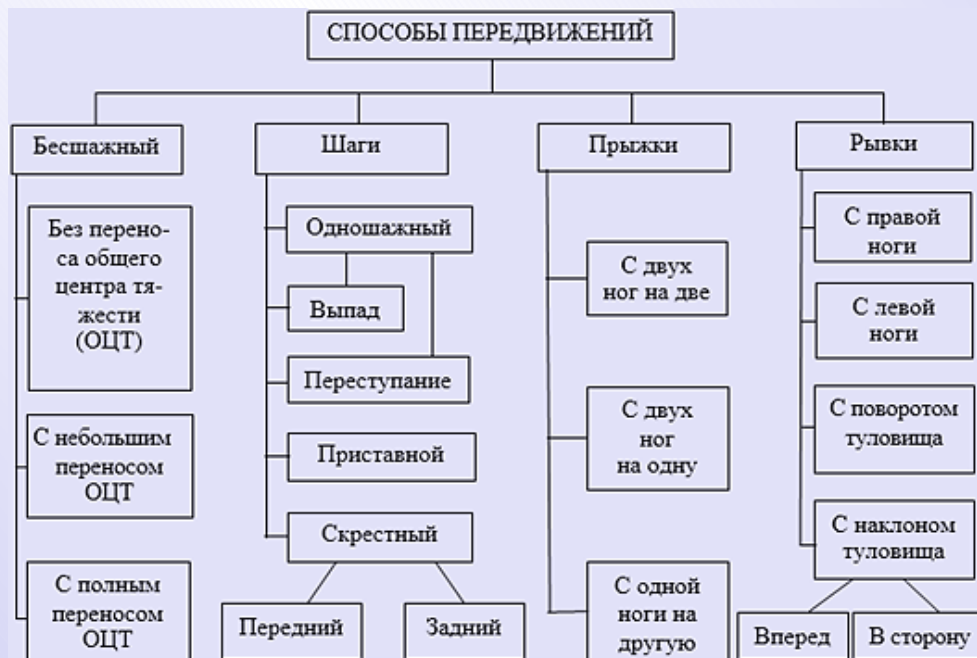 СПОСОБЫ ПЕРЕДВИЖЕНИЙ
Бесшажный
Без перено-
са общего
центра тя-
жести
(ОЦТ)
С небольшим
переносом
ОЦТ
С полным
переносом
ОЦТ
Шаги
Одношажный
Выпад
Переступание
Приставной
Скрестный
Передний
Задний
Прыжки
С двух
ног на две
С двух
ног
на одну
С одной
ноги на
другую
Рывки
С правой
ноги
С левой
ноги
С поворотом
туловища
С наклоном
туловища
Вперед
В сторону